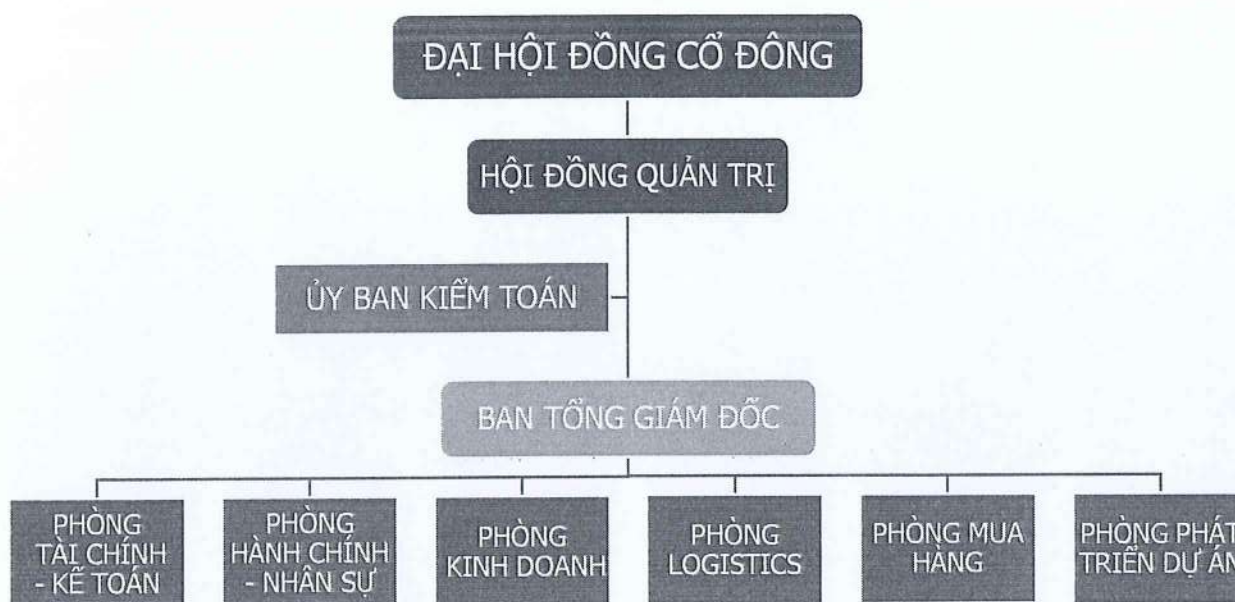 ĐẠI HỘI ĐỒNG CỔ ĐÔNG
HỘI ĐỒNG QUẢN TRỊ
ỦY BAN KIỂM TOÁN
BAN TỔNG GIÁM ĐỐC
PHÒNG
TÀI CHÍNH
- KẾ TOÁN
PHÒNG
HÀNH CHÍNH
- NHÂN SỰ
PHÒNG
KINH DOANH
PHÒNG
LOGISTICS
PHÒNG MUA
HÀNG
PHÒNG PHÁT
TRIỂN DỰ ÁN